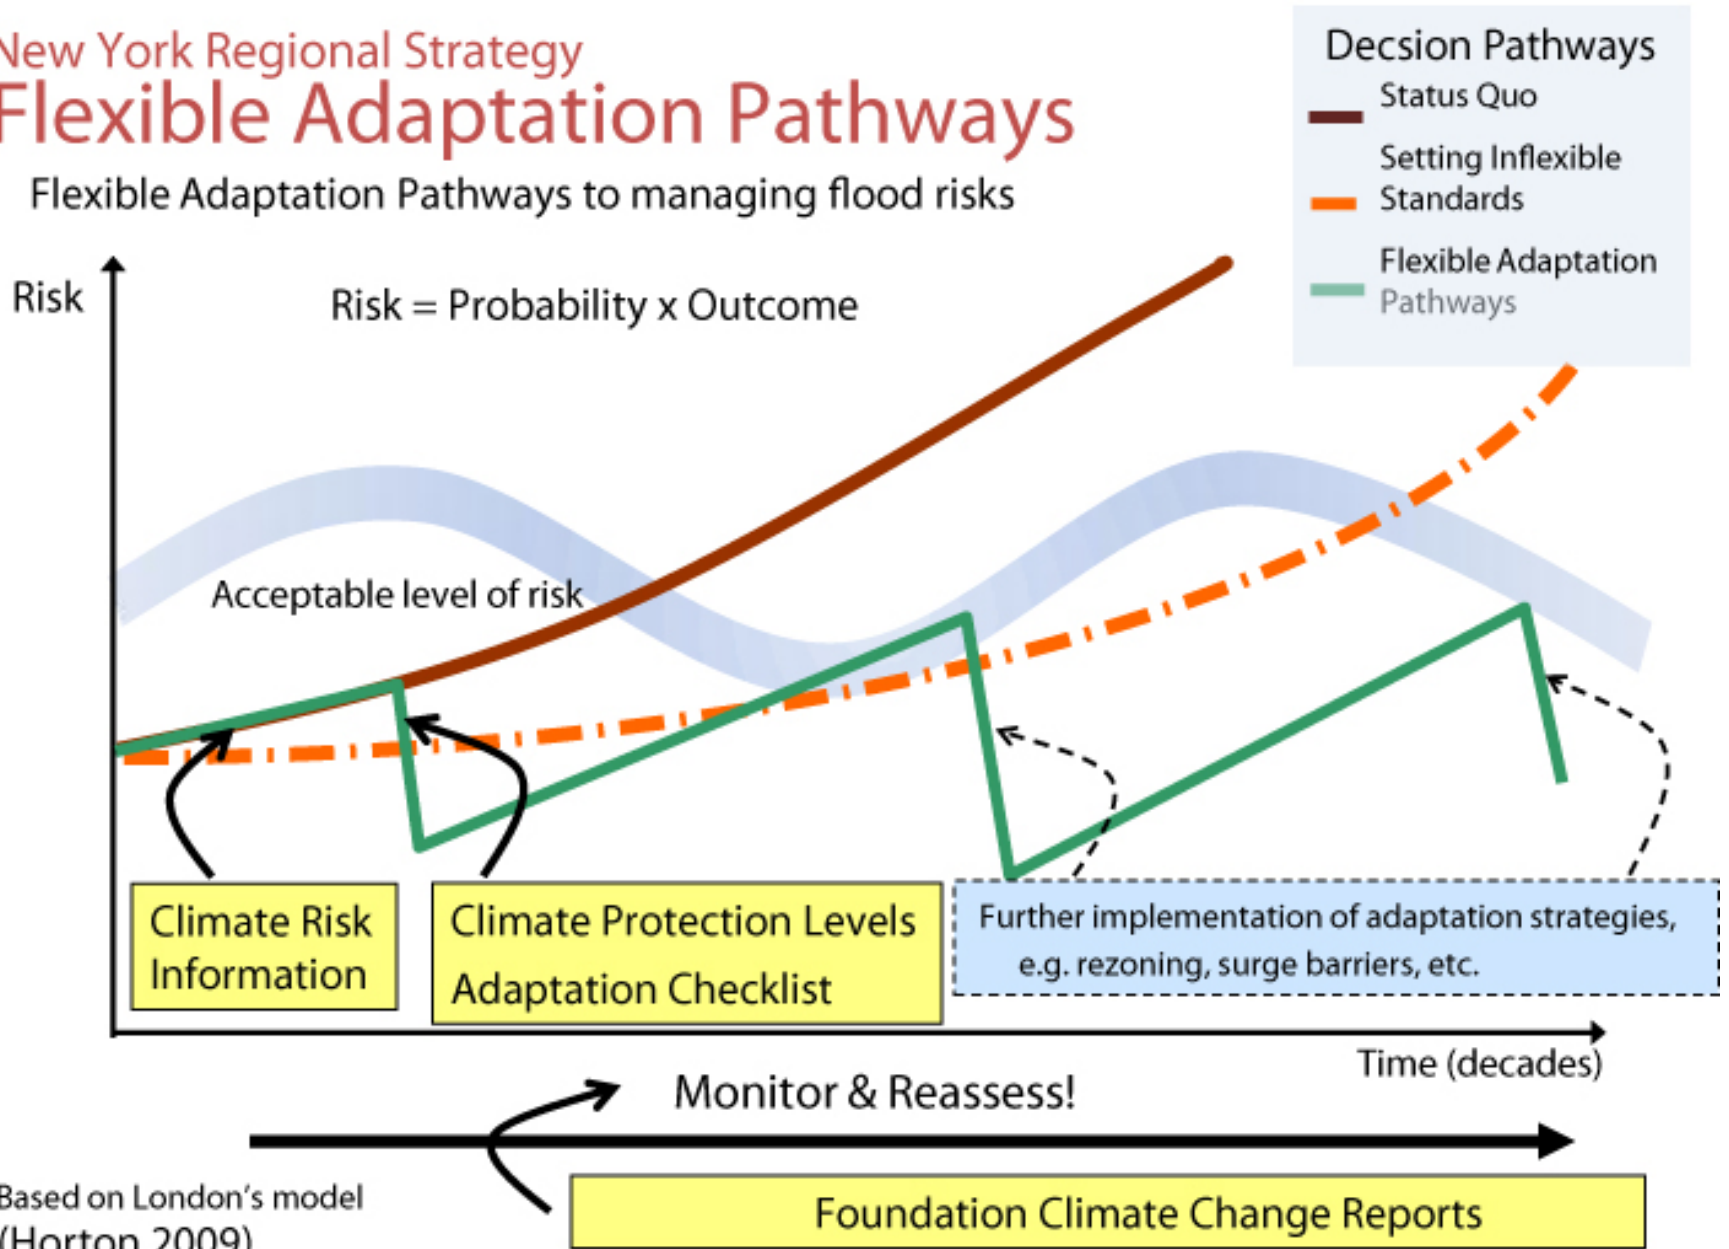 New York Regional Strategy
Flexible Adaptation Pathways
Flexible Adaptation Pathways to managing flood risks
Decsion Pathways
Status Quo
Setting Inflexible
Standards
Flexible Adaptation
Pathways
Risk
Risk = Probability x Outcome
Acceptable level of risk
Climate Risk
Information
Climate Protection Levels
Adaptation Checklist
Further implementation of adaptation strategies,
e.g. rezoning, surge barriers, etc.
Time (decades)
Monitor & Reassess!
Based on London's model
(Horton 2009)
Foundation Climate Change Reports